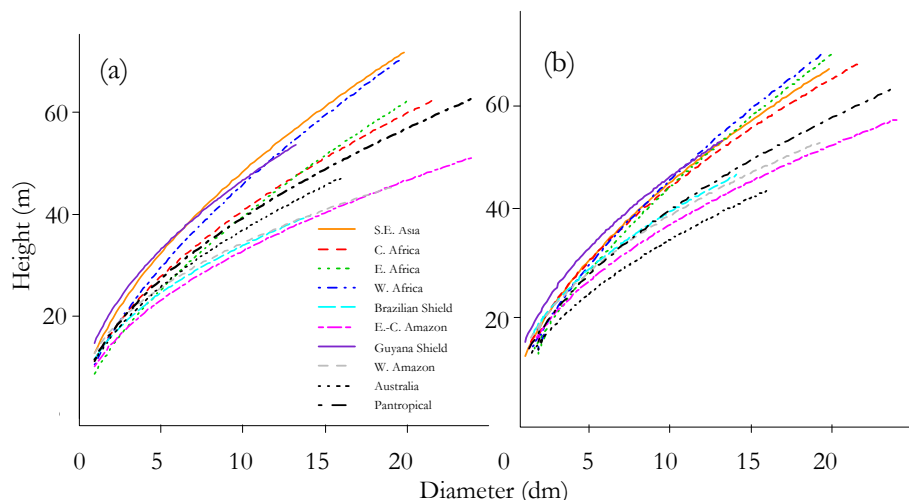 (a)
(b)
60
40
20
60
40
20
Height (m)
S.E. Asia
C. Africa
E. Africa
W. Africa
Brazilian Shield
E.-C. Amazon
Guyana Shield
W. Amazon
Australia
Pantropical
0 5 10 15 20 0 5 10 15 20
Diameter (dm)